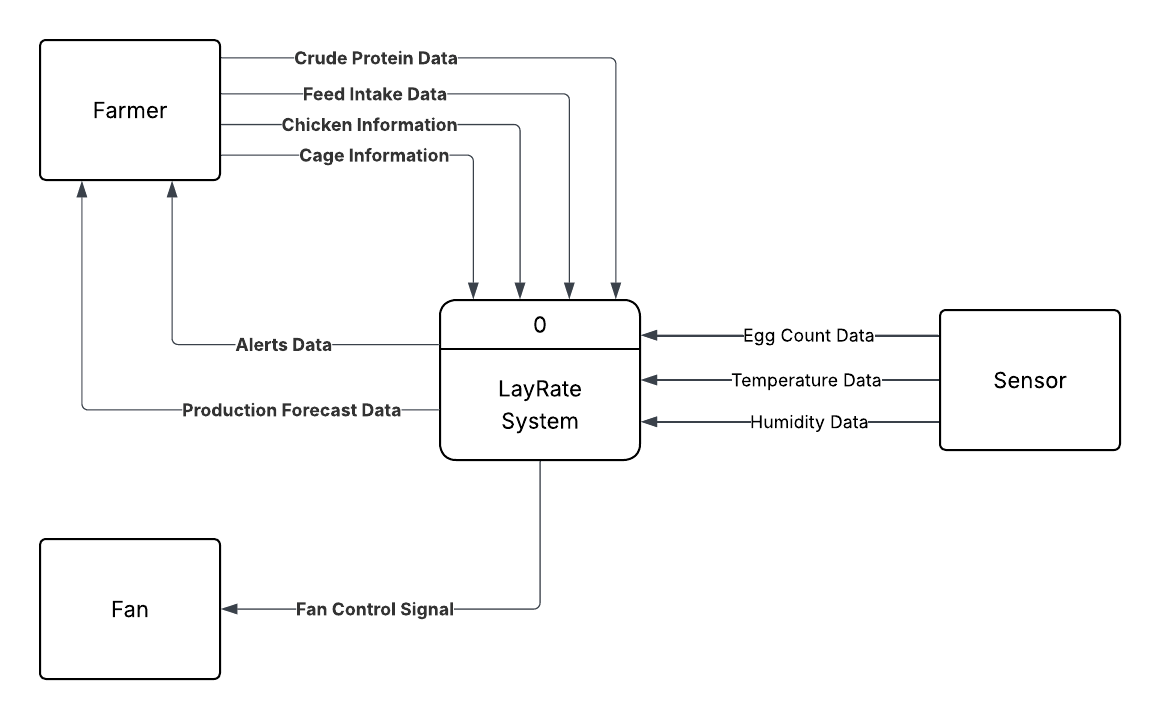 Crude Protein Data
Feed Intake Data
Farmer
Chicken Information
Cage Information
0
Egg Count Data
Alerts Data
LayRate
System
Temperature Data
Sensor
Production Forecast Data
Humidity Data
Fan
Fan Control Signal